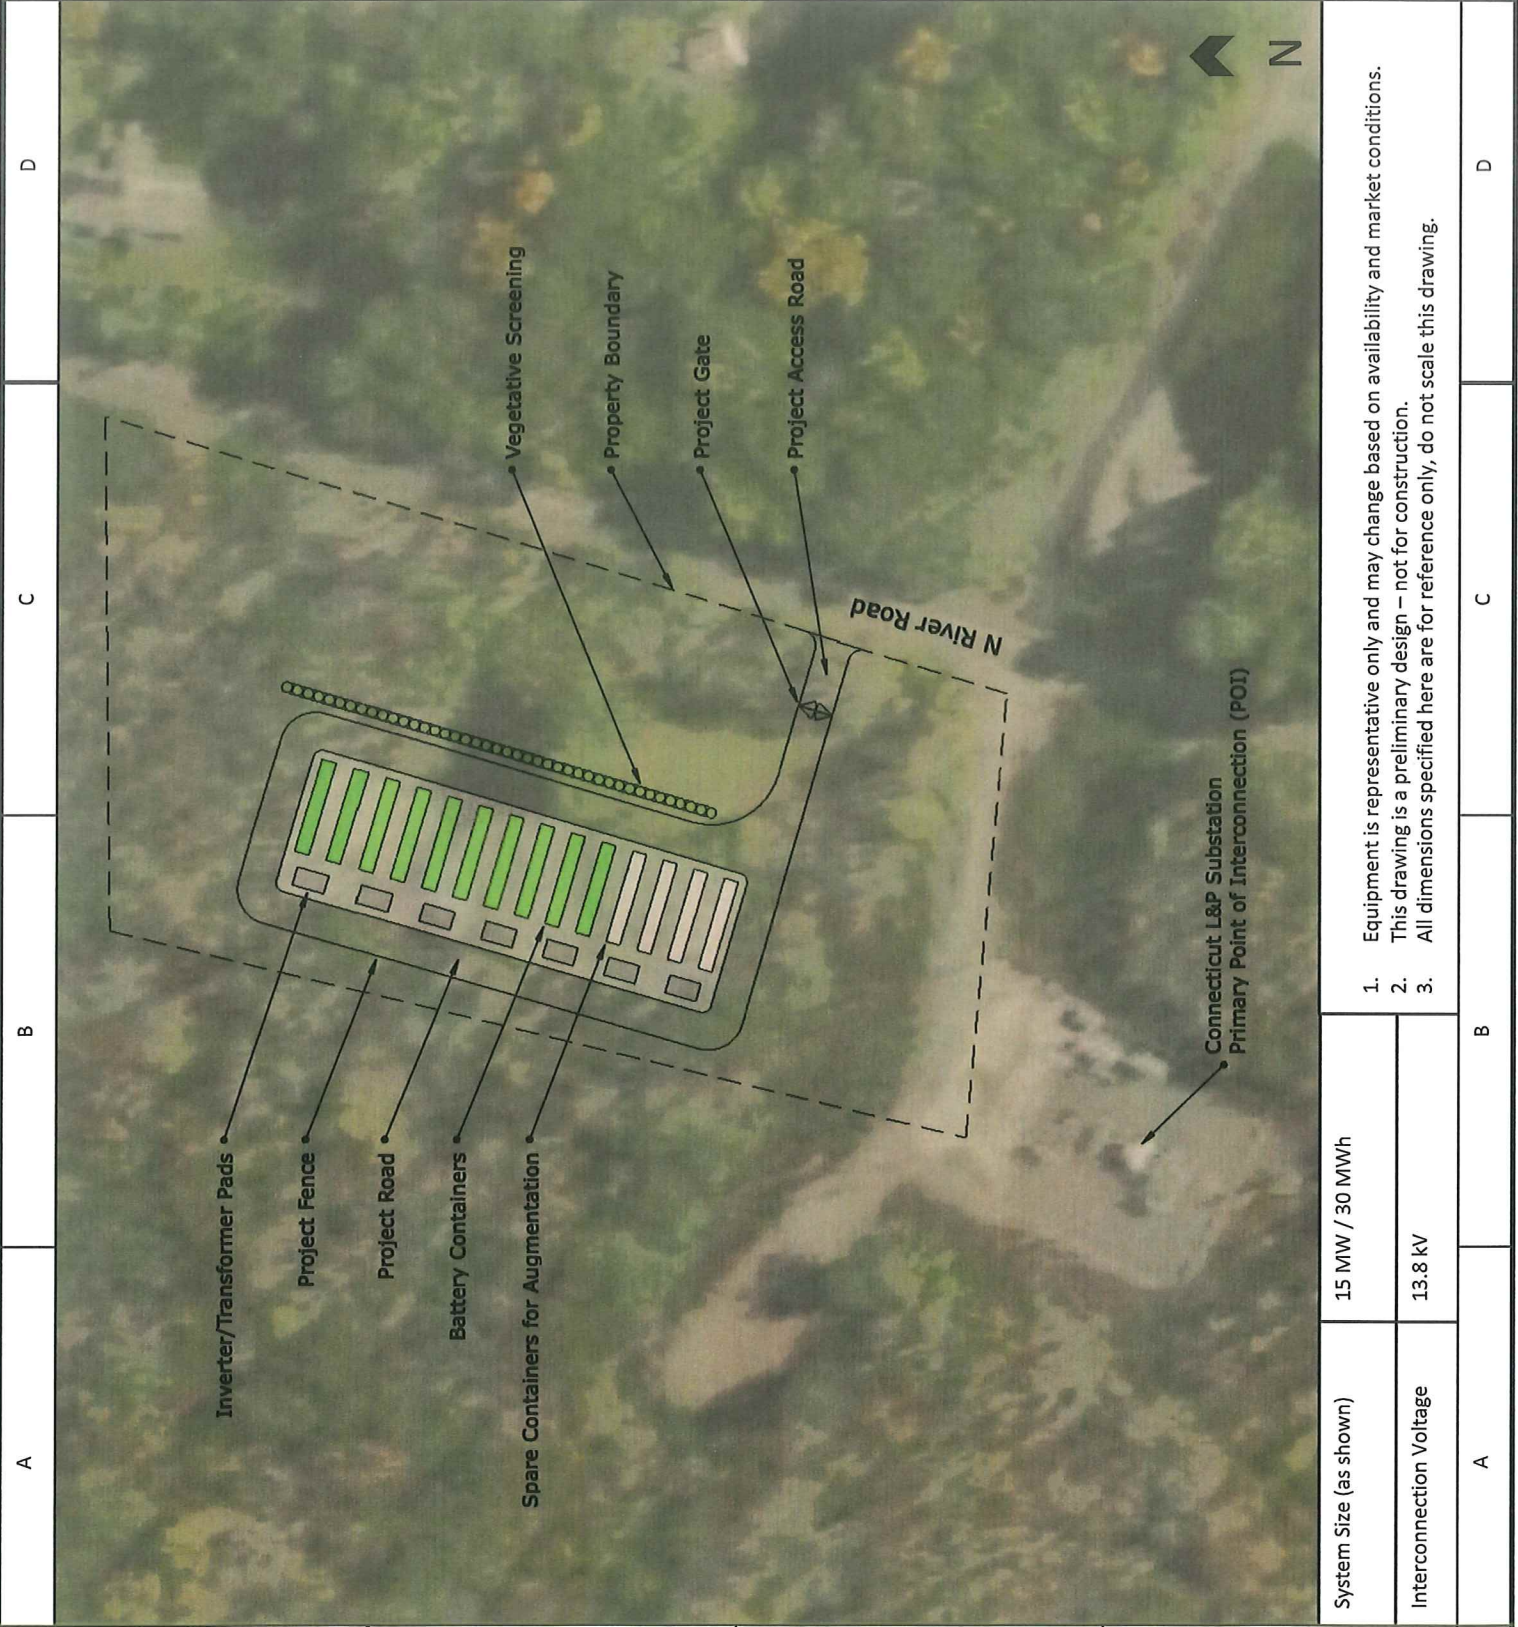 A
B
C
D
Inverter/Transformer Pads
Project Fence
Project Road
Battery Containers
Spare Containers for Augmentation
Vegetative Screening
Property Boundary
Project Gate
Project Access Road
N River Road
Connecticut L&P Substation
Primary Point of Interconnection (POI)
N
System Size (as shown)
15 MW / 30 MWh
Interconnection Voltage
13.8 kV
1. Equipment is representative only and may change based on availability and market conditions.
2. This drawing is a preliminary design – not for construction.
3. All dimensions specified here are for reference only, do not scale this drawing.
A
B
C
D